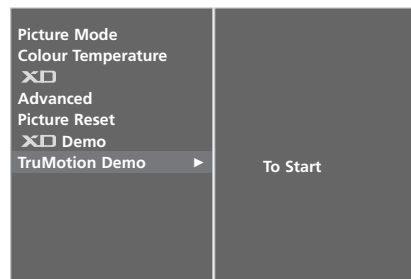 Picture Mode
Colour Temperature
XD
Advanced
Picture Reset
XD Demo
TruMotion Demo ►
To Start